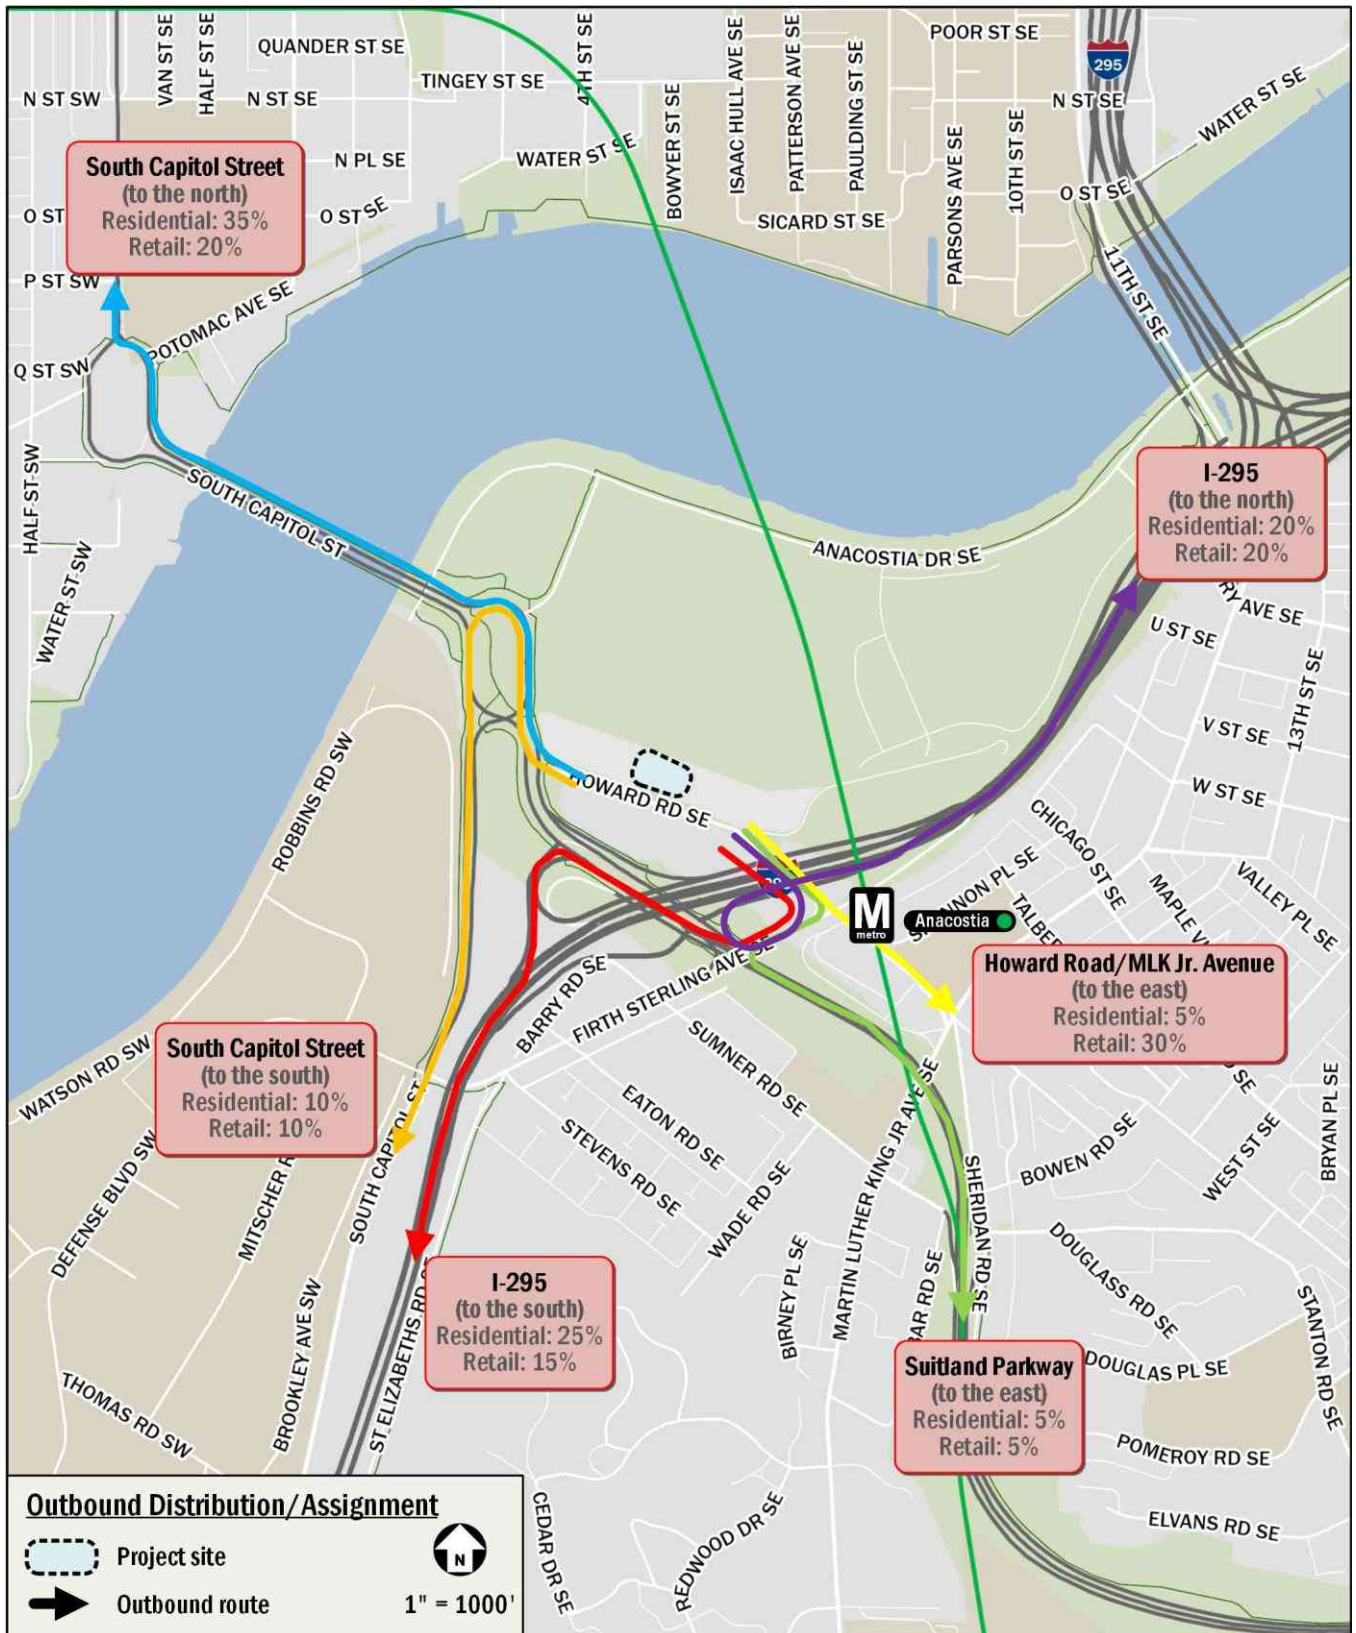 VAN ST SE
HALF ST SE
QUANDER ST SE
TINGEY ST SE
4TH ST SE
ISAAC HULL AVE SE
PATTERSON AVE SE
PAULDING ST SE
POOR ST SE
295
N ST SW
N ST SE
BOWYER ST SE
N ST SE
WATER ST SE
South Capitol Street
(to the north)
Residential: 35%
Retail: 20%
N PL SE
WATER ST SE
PARSONS AVE SE
10TH ST SE
O ST SE
O ST
O ST SE
SICARD ST SE
P ST SW
POTOMAC AVE SE
11TH ST SE
Q ST SW
HALF ST SW
SOUTH CAPITOL ST
WATER ST SW
ANACOSTIA DR SE
I-295
(to the north)
Residential: 20%
Retail: 20%
RY AVE SE
U ST SE
13TH ST SE
V ST SE
W ST SE
ROBBINS RD SW
HOWARD RD SE
CHICAGO ST SE
VALLEY PL SE
M
metro
Anacostia
Howard Road/MLK Jr. Avenue
(to the east)
Residential: 5%
Retail: 30%
BARRY RD SE
FIRTH STERLING AVE SE
SUMNER RD SE
WATSON RD SW
South Capitol Street
(to the south)
Residential: 10%
Retail: 10%
EATON RD SE
STEVENS RD SE
WADE RD SE
BOWEN RD SE
WEST ST SE
BRYAN PL SE
DEFENSE BLVD SW
MITSCHER R
SOUTH CAPITOL ST
MARTIN LUTHER KING JR AVE SE
SHERIDAN RD SE
DOUGLASS RD SE
STANTON RD SE
BIRNEY PL SE
BAR RD SE
I-295
(to the south)
Residential: 25%
Retail: 15%
BROOKLEY AVE SW
ST. ELIZABETHS RD S
THOMAS RD SW
Suitland Parkway
(to the east)
Residential: 5%
Retail: 5%
DOUGLAS PL SE
POMEROY RD SE
ELVANS RD SE
CEDAR DR SE
REDWOOD DR SE
Outbound Distribution/Assignment
Project site
N
Outbound route
1" = 1000'